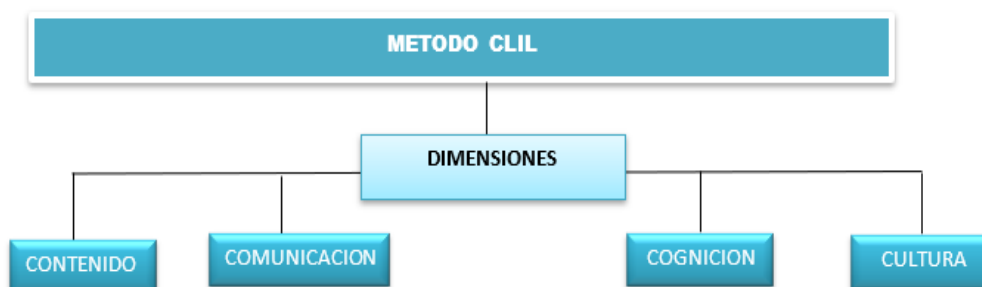 METODO CLIL
DIMENSIONES
CONTENIDO
COMUNICACION
COGNICION
CULTURA